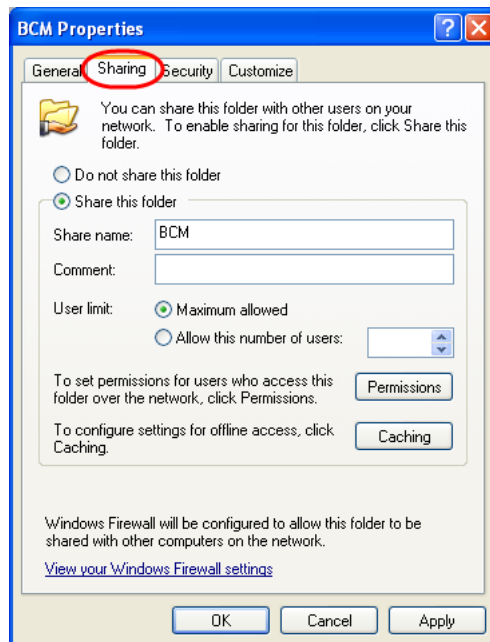 BCM Properties
General Sharing Security Customize
You can share this folder with other users on your
network. To enable sharing for this folder, click Share this
folder.
Do not share this folder
Share this folder
Share name: BCM
Comment:
User limit: Maximum allowed
Allow this number of users:
To set permissions for users who access this
folder over the network, click Permissions.
Permissions
To configure settings for offline access, click
Caching.
Caching
Windows Firewall will be configured to allow this folder to be
shared with other computers on the network.
View your Windows Firewall settings
OK Cancel Apply